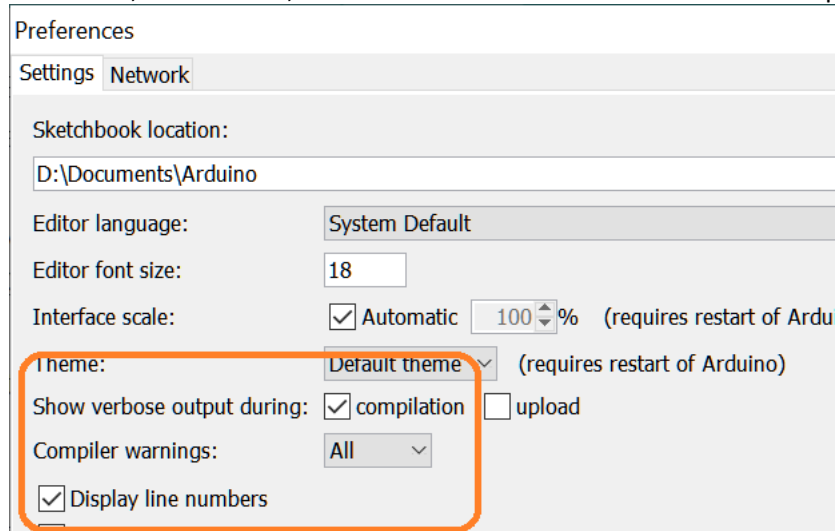 Preferences
Settings Network
Sketchbook location:
D:\Documents\Arduino
Editor language: System Default
Editor font size: 18
Interface scale: Automatic 100 % (requires restart of Ardui
Theme: Default theme (requires restart of Arduino)
Show verbose output during: compilation upload
Compiler warnings: All
Display line numbers